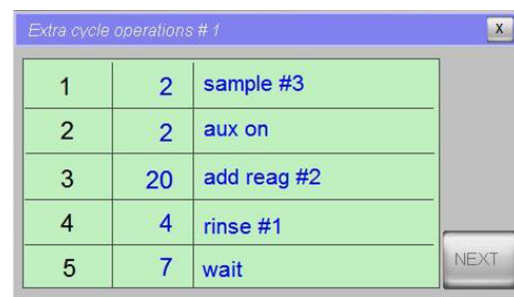 Extra cycle operations # 1 X
1 2 sample #3
2 2 aux on
3 20 add reag #2
4 4 rinse #1
5 7 wait
NEXT